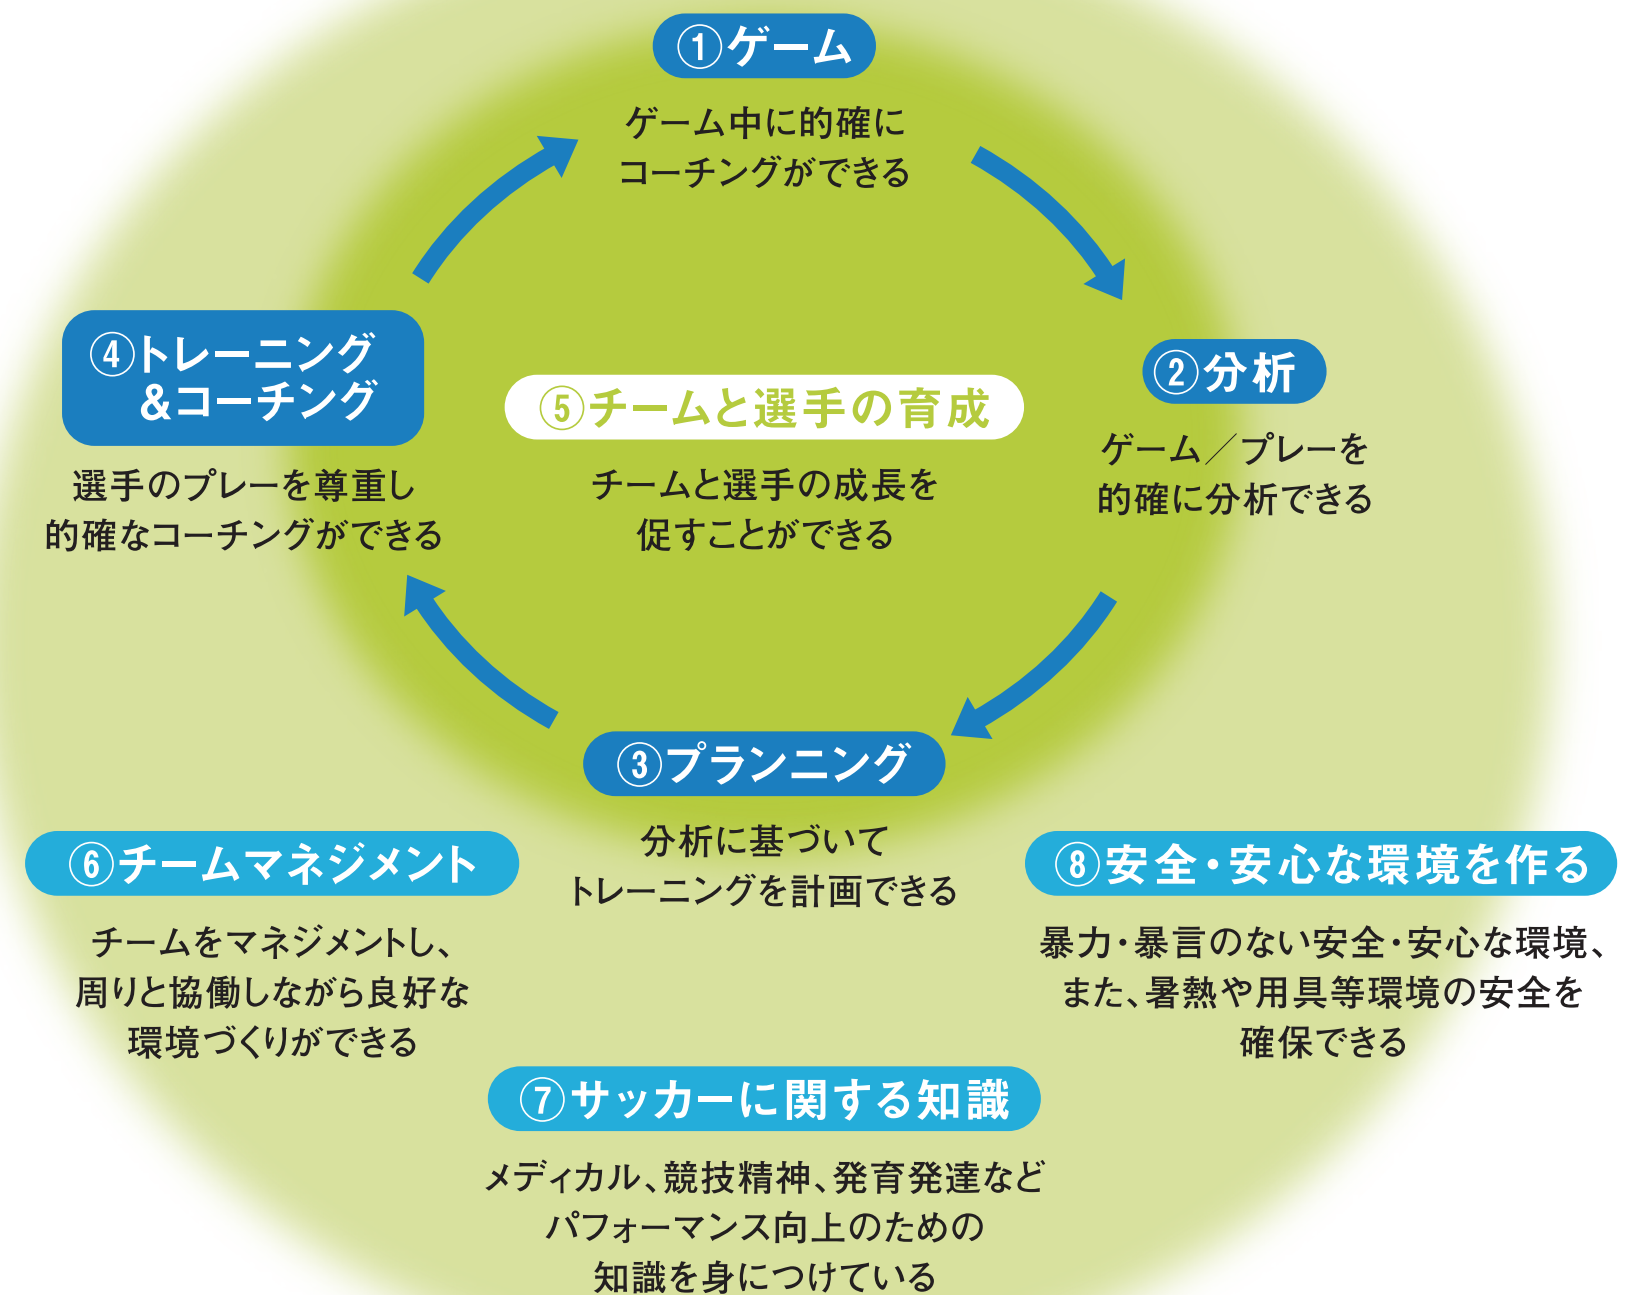 ①ゲーム
ゲーム中に的確に
コーチングができる
②分析
ゲーム／プレーを
的確に分析できる
③プランニング
分析に基づいて
トレーニングを計画できる
④トレーニング
&コーチング
選手のプレーを尊重し
的確なコーチングができる
⑤チームと選手の育成
チームと選手の成長を
促すことができる
⑥チームマネジメント
チームをマネジメントし、
周りと協働しながら良好な
環境づくりができる
⑦サッカーに関する知識
メディカル、競技精神、発育発達など
パフォーマンス向上のための
知識を身につけている
⑧安全・安心な環境を作る
暴力・暴言のない安全・安心な環境、
また、暑熱や用具等環境の安全を
確保できる